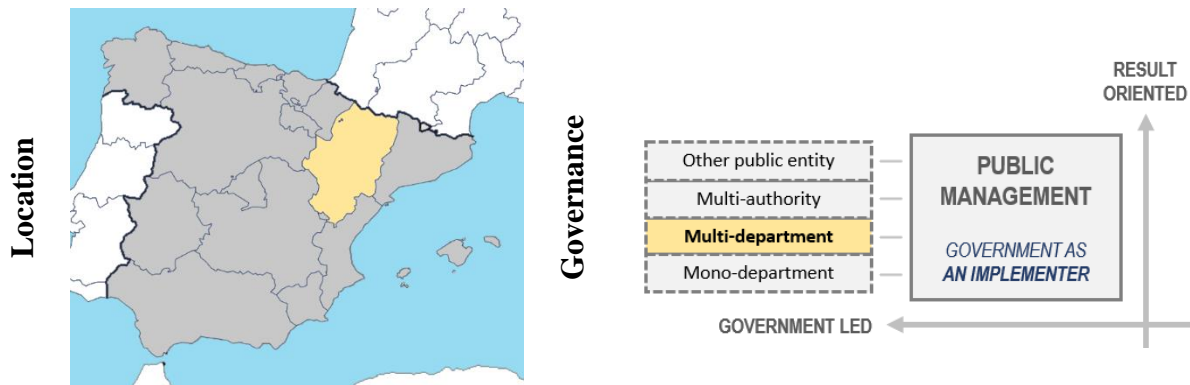 Location
Governance
RESULT
ORIENTED
Other public entity
Multi-authority
Multi-department
Mono-department
PUBLIC
MANAGEMENT
GOVERNMENT AS
AN IMPLEMENTER
GOVERNMENT LED